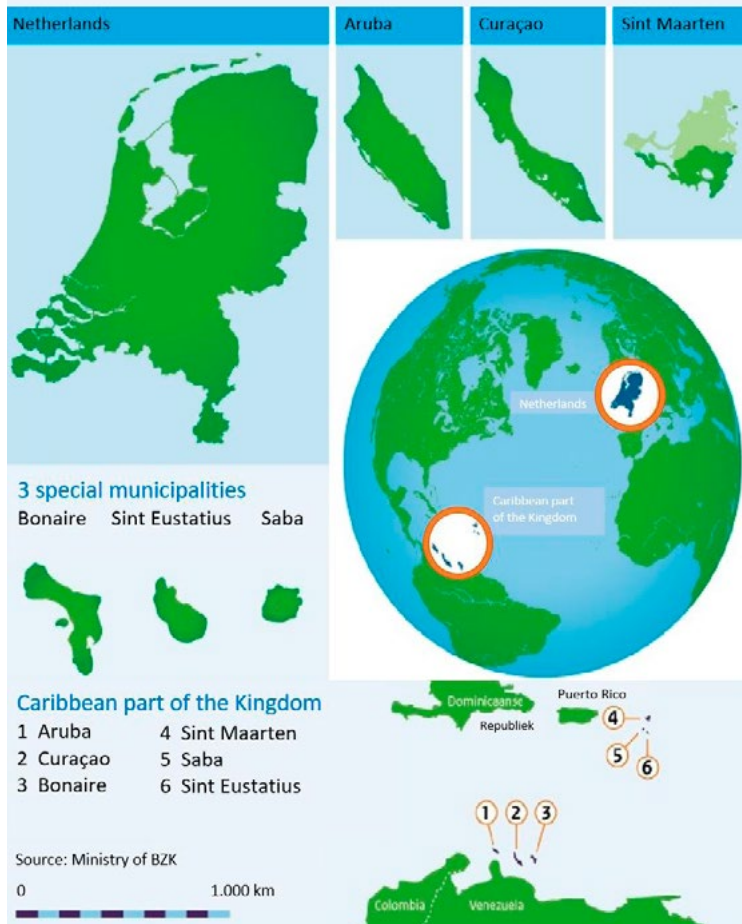 Netherlands
Aruba
Curaçao
Sint Maarten
Netherlands
Caribbean part
of the Kingdom
3 special municipalities
Bonaire Sint Eustatius Saba
Caribbean part of the Kingdom
1 Aruba
2 Curaçao
3 Bonaire
4 Sint Maarten
5 Saba
6 Sint Eustatius
Source: Ministry of BZK
0 1.000 km
Dominicaanse
Republiek
Puerto Rico
4
5
6
1
2
3
Colombia
Venezuela